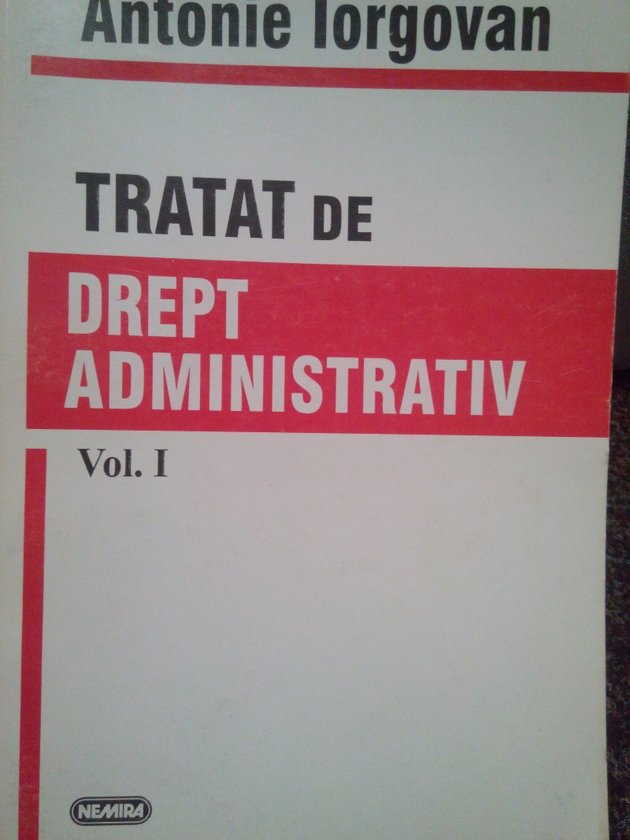 Antonie Iorgovan
TRATAT DE
DREPT
ADMINISTRATIV
Vol. I
NEMIRA